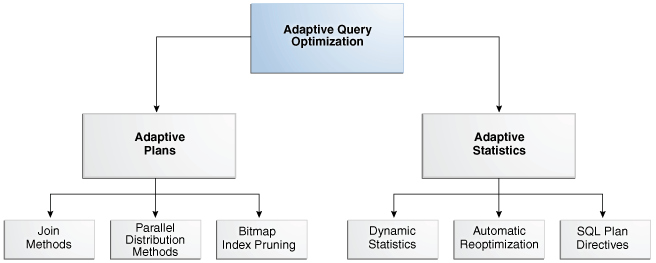 Adaptive Query
Optimization
Adaptive
Plans
Adaptive
Statistics
Join
Methods
Parallel
Distribution
Methods
Bitmap
Index Pruning
Dynamic
Statistics
Automatic
Reoptimization
SQL Plan
Directives